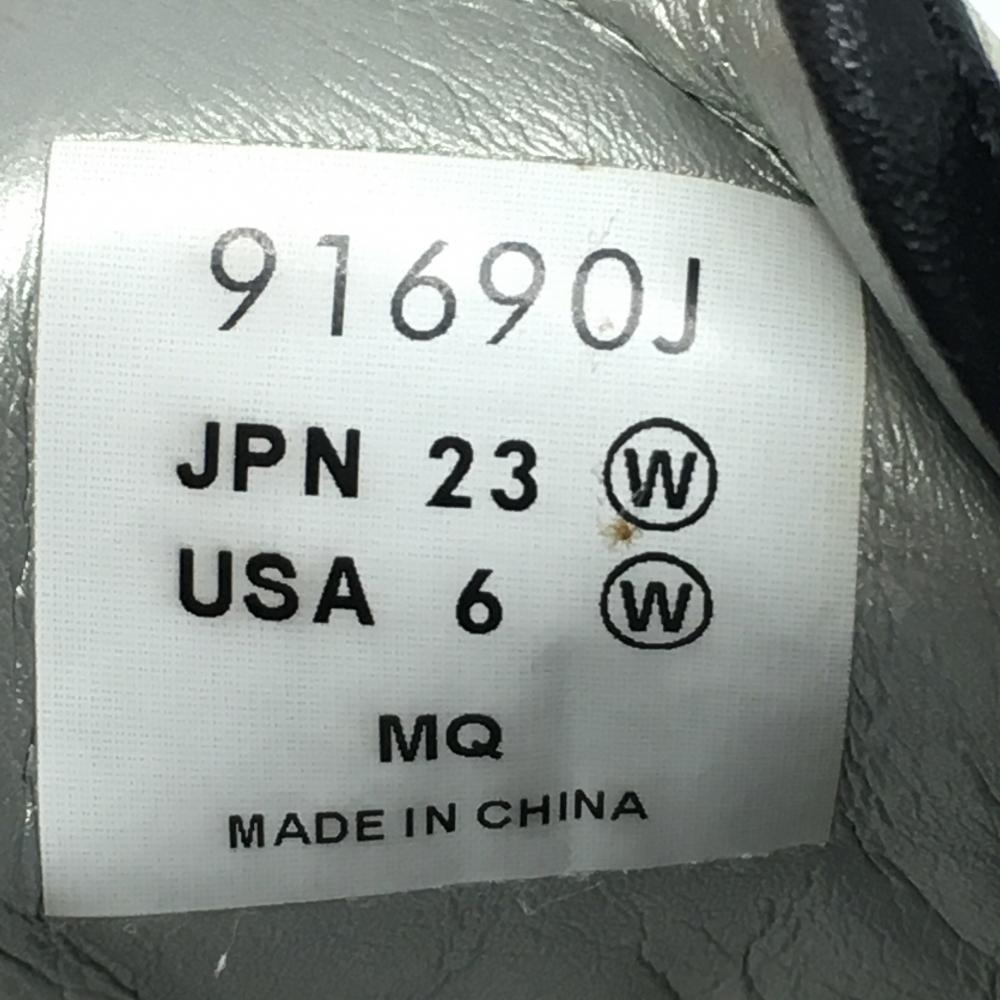 91690J
JPN 23 Ⓦ
USA 6 Ⓦ
MQ
MADE IN CHINA